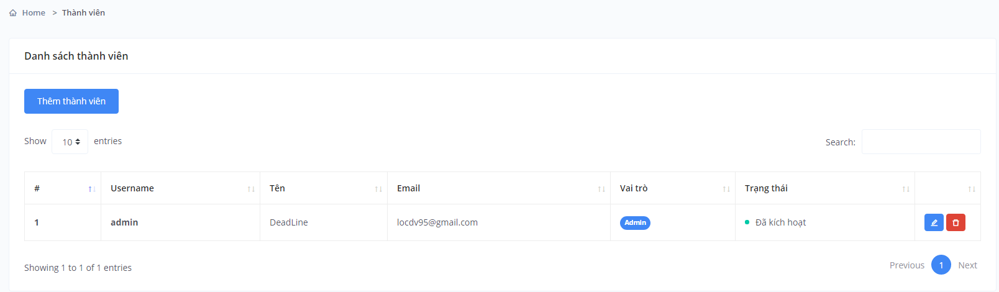 Home > Thành viên
Danh sách thành viên
Thêm thành viên
Show 10 entries
Search:
# Username Tên Email Vai trò Trạng thái
1 admin DeadLine locdv95@gmail.com Admin Đã kích hoạt
Showing 1 to 1 of 1 entries
Previous 1 Next